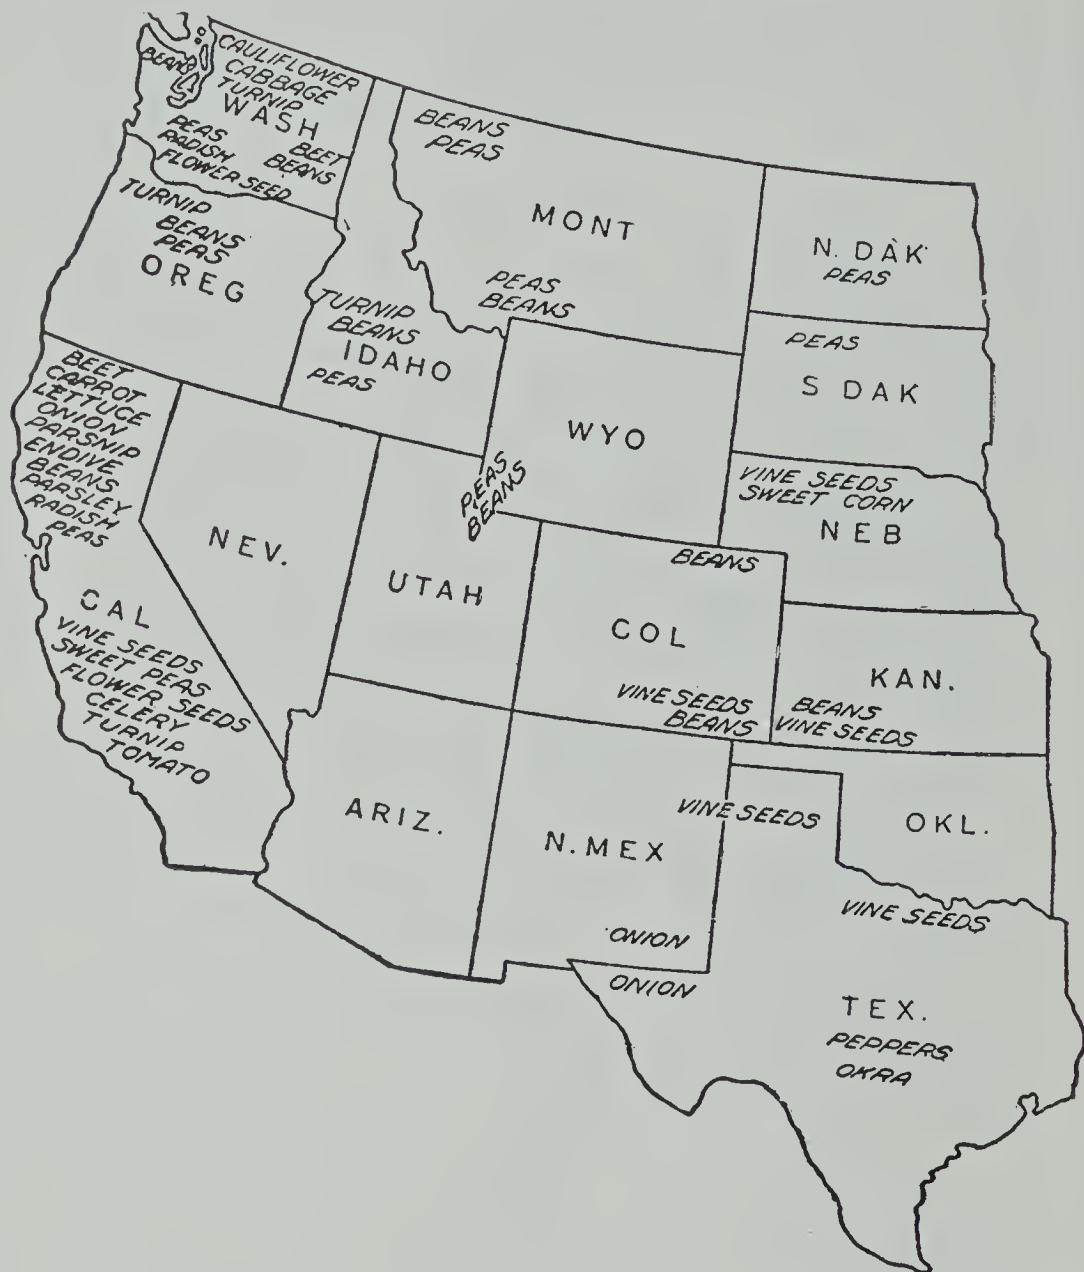 BEANS
CAULIFLOWER
CABBAGE
TURNIP
WASH
PEAS
RADISH
FLOWER SEED
BEET
BEANS
TURNIP
BEANS
PEAS
OREG
BEANS
PEAS
MONT
PEAS
BEANS
N. DAK
PEAS
PEAS
S DAK
TURNIP
BEANS
IDAHO
PEAS
WYO
PEAS
BEANS
VINE SEEDS
SWEET CORN
NEB
BEET
CARROT
LETTUCE
ONION
PARSNIP
ENDIVE
BEANS
PARSLEY
RADISH
PEAS
CAL
VINE SEEDS
SWEET PEAS
FLOWER SEEDS
CELERY
TURNIP
TOMATO
NEV.
UTAH
BEANS
COL
VINE SEEDS
BEANS
KAN.
BEANS
VINE SEEDS
ARIZ.
N. MEX
ONION
VINE SEEDS
OKL.
VINE SEEDS
ONION
TEX.
PEPPERS
OKRA